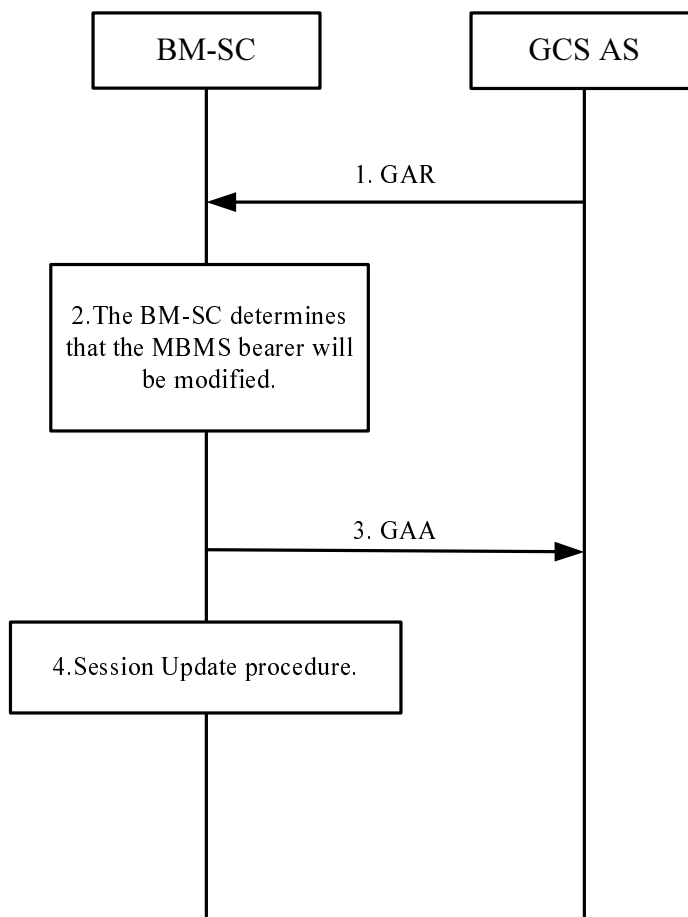 BM-SC
GCS AS
1. GAR
2.The BM-SC determines
that the MBMS bearer will
be modified.
3. GAA
4.Session Update procedure.